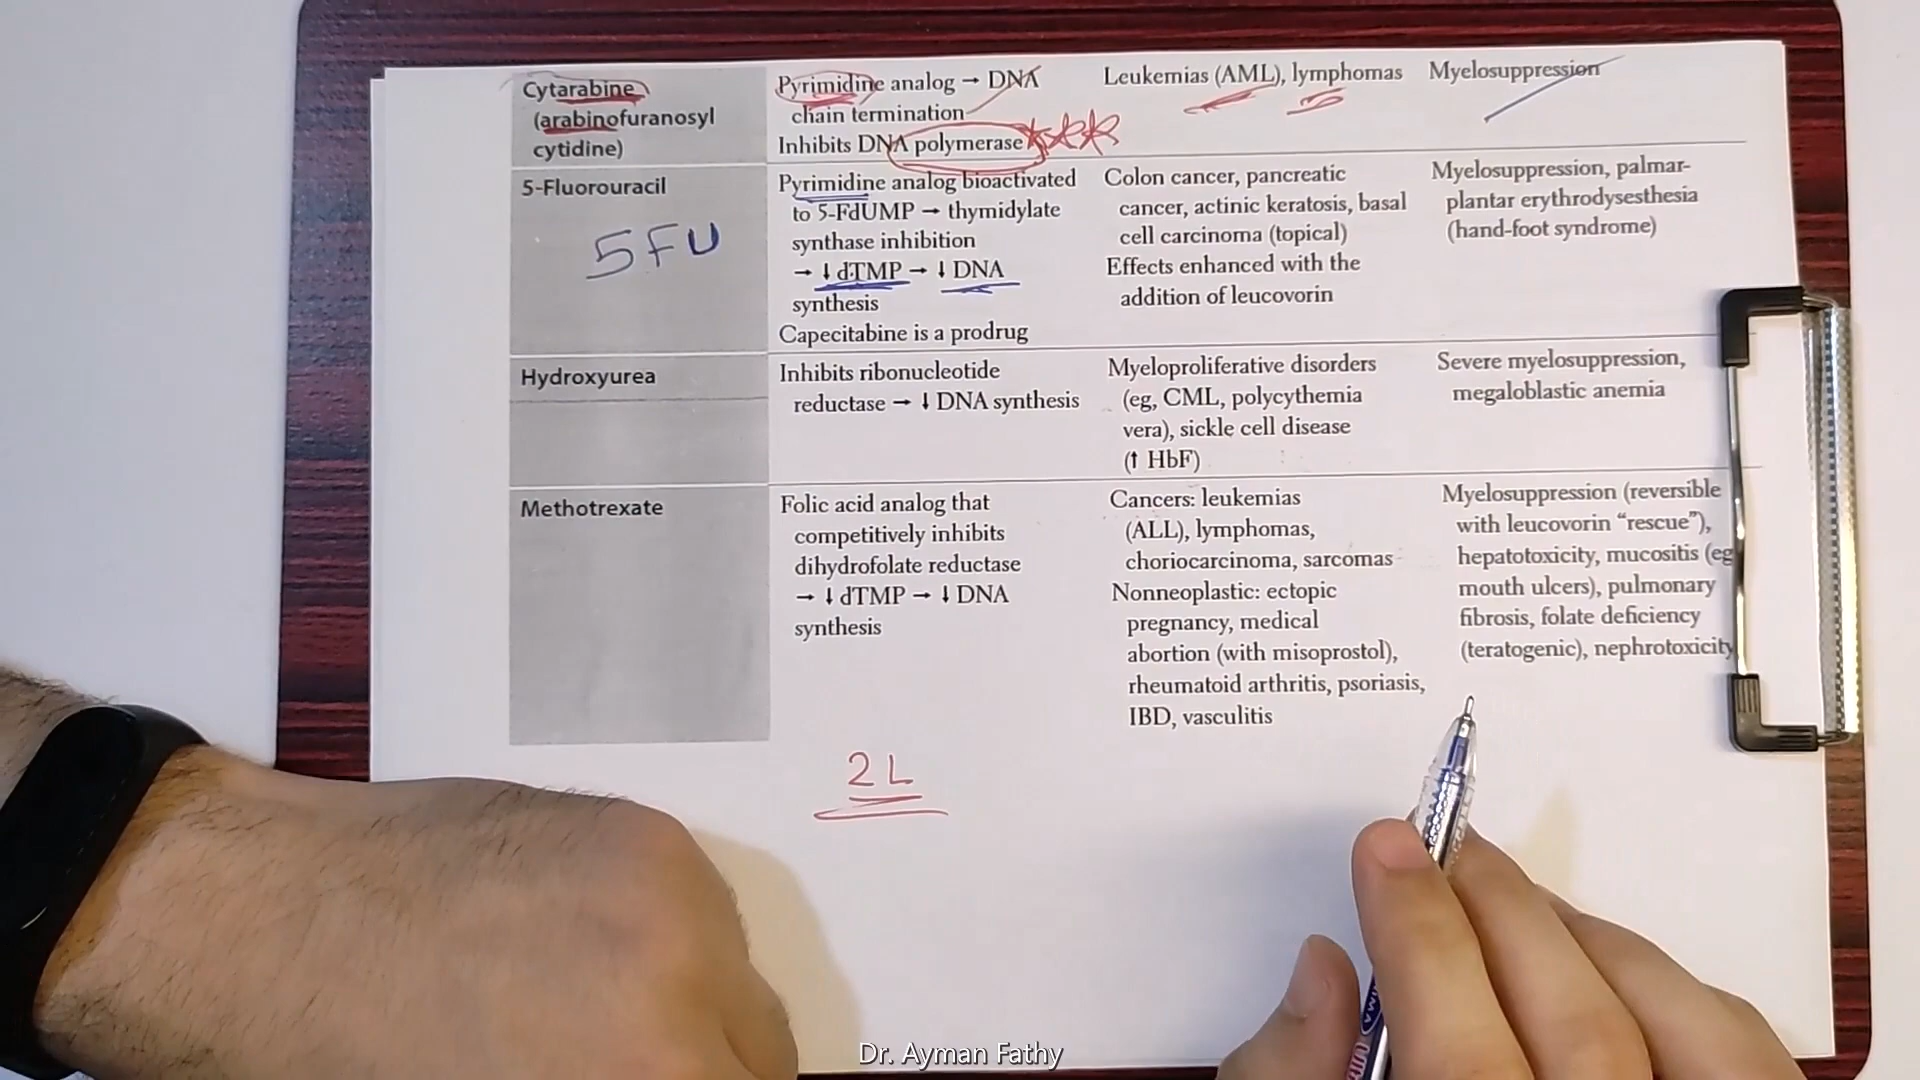 Cytarabine
(arabinofuranosyl
cytidine)
Pyrimidine analog → DNA
chain termination
Inhibits DNA polymerase
Leukemias (AML), lymphomas
Myelosuppression
5-Fluorouracil
5FU
Pyrimidine analog bioactivated
to 5-FdUMP → thymidylate
synthase inhibition
→ ↓ dTMP → ↓ DNA
synthesis
Capecitabine is a prodrug
Colon cancer, pancreatic
cancer, actinic keratosis, basal
cell carcinoma (topical)
Effects enhanced with the
addition of leucovorin
Myelosuppression, palmar-
plantar erythrodysesthesia
(hand-foot syndrome)
Hydroxyurea
Inhibits ribonucleotide
reductase → ↓ DNA synthesis
Myeloproliferative disorders
(eg, CML, polycythemia
vera), sickle cell disease
(↑ HbF)
Severe myelosuppression,
megaloblastic anemia
Methotrexate
Folic acid analog that
competitively inhibits
dihydrofolate reductase
→ ↓ dTMP → ↓ DNA
synthesis
Cancers: leukemias
(ALL), lymphomas,
choriocarcinoma, sarcomas
Nonneoplastic: ectopic
pregnancy, medical
abortion (with misoprostol),
rheumatoid arthritis, psoriasis,
IBD, vasculitis
Myelosuppression (reversible
with leucovorin “rescue”),
hepatotoxicity, mucositis (eg
mouth ulcers), pulmonary
fibrosis, folate deficiency
(teratogenic), nephrotoxicity
2L
Dr. Ayman Fathy